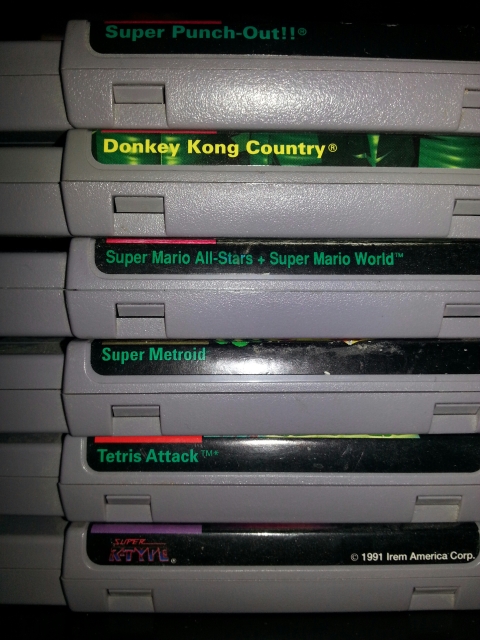 Super Punch-Out!!®
Donkey Kong Country®
Super Mario All-Stars + Super Mario World™
Super Metroid
Tetris Attack™*
SUPER
R-TYPE®
© 1991 Irem America Corp.